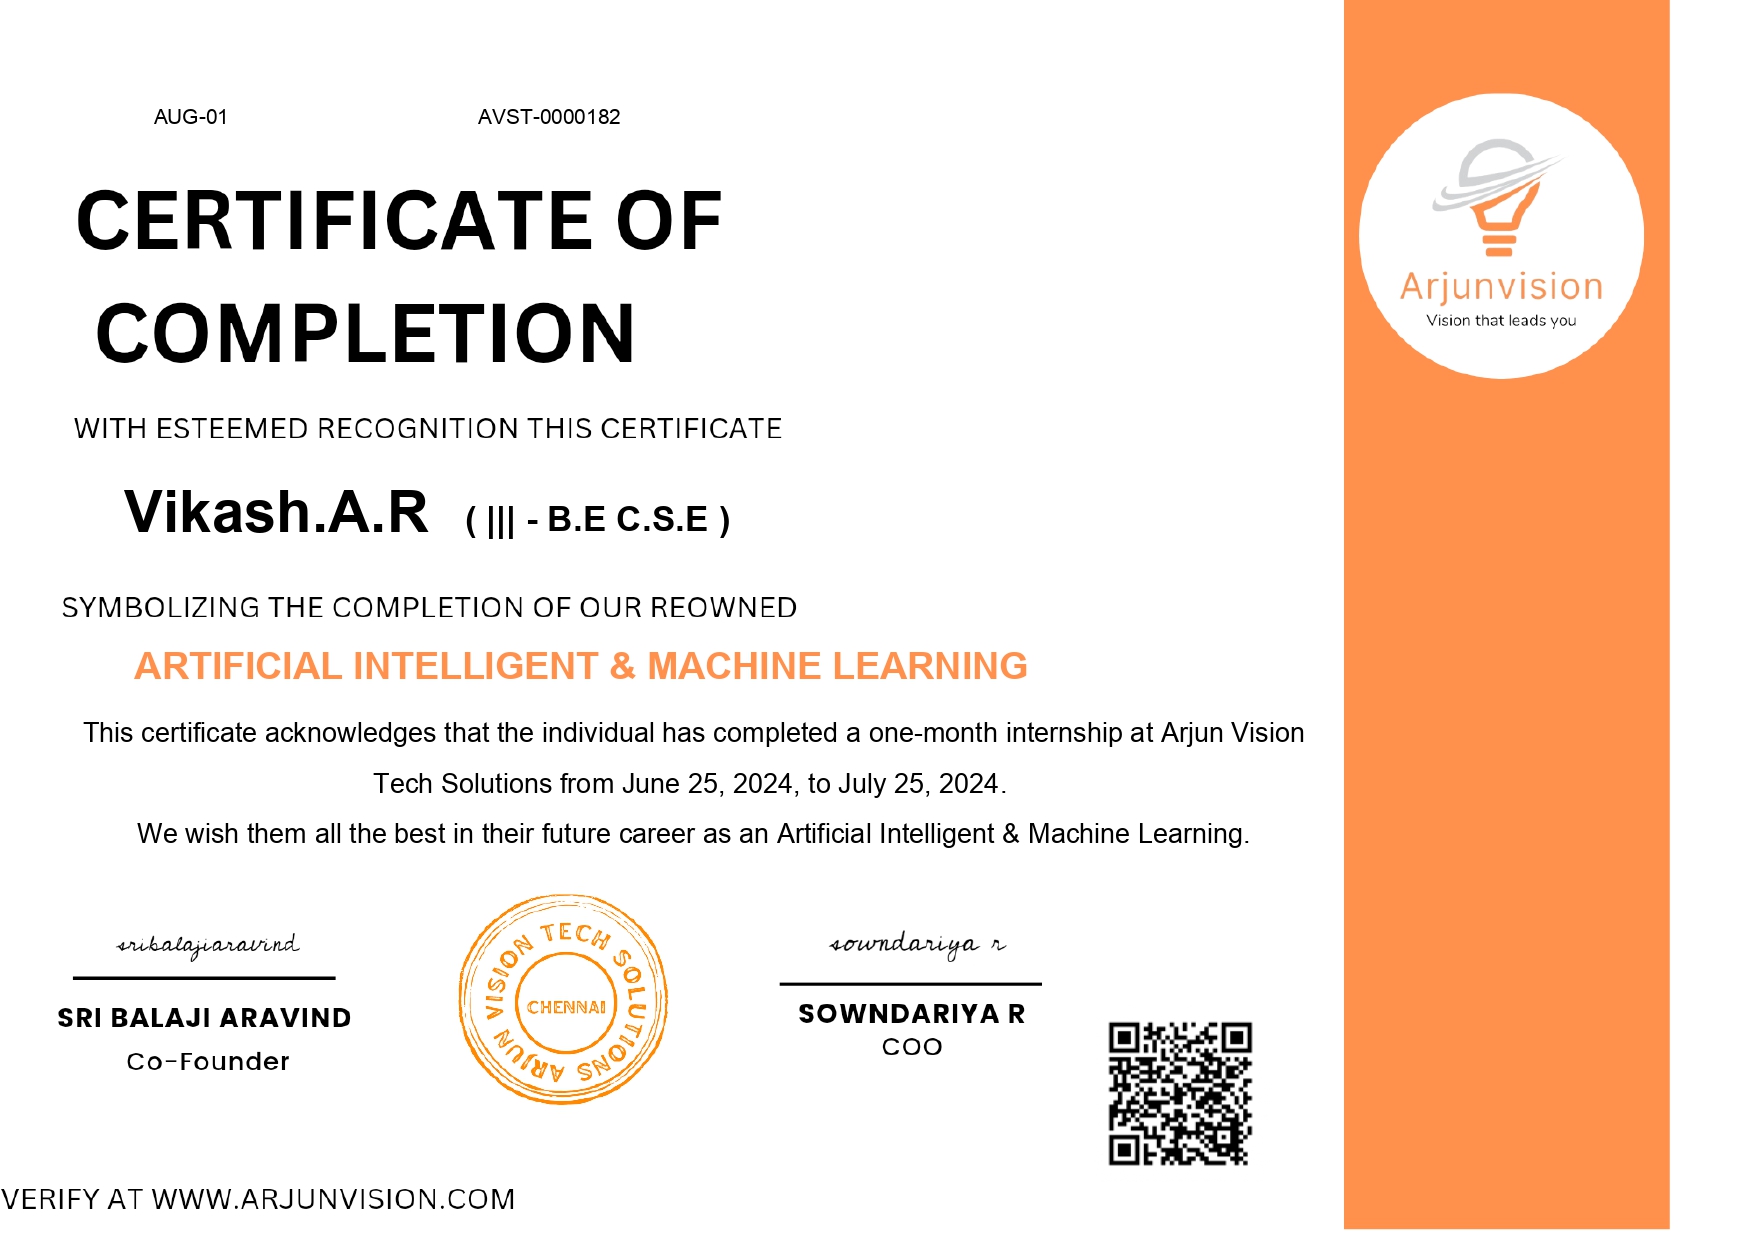 AUG-01 AVST-0000182
CERTIFICATE OF
COMPLETION
Arjunvision
Vision that leads you
WITH ESTEEMED RECOGNITION THIS CERTIFICATE
Vikash.A.R ( ||| - B.E C.S.E )
SYMBOLIZING THE COMPLETION OF OUR REOWNED
ARTIFICIAL INTELLIGENT & MACHINE LEARNING
This certificate acknowledges that the individual has completed a one-month internship at Arjun Vision
Tech Solutions from June 25, 2024, to July 25, 2024.
We wish them all the best in their future career as an Artificial Intelligent & Machine Learning.
sribalajiaravind
SRI BALAJI ARAVIND
Co-Founder
ARJUN VISION TECH SOLUTIONS
CHENNAI
sowndariya r
SOWNDARIYA R
COO
VERIFY AT WWW.ARJUNVISION.COM